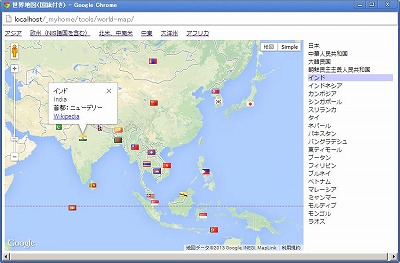 世界地図(国旗付き) - Google Chrome
localhost/_myhome/tools/world-map/
アジア 欧州 (NIS諸国を含む) 北米、中南米 中東 大洋州 アフリカ
地図 Simple
インド
India
首都: ニューデリー
Wikipedia
Google
地図データ©2013 Google, INEGI, MapLink 利用規約
日本
中華人民共和国
大韓民国
朝鮮民主主義人民共和国
インド
インドネシア
カンボジア
シンガポール
スリランカ
タイ
ネパール
パキスタン
バングラデシュ
東ティモール
ブータン
フィリピン
ブルネイ
ベトナム
マレーシア
ミャンマー
モルディブ
モンゴル
ラオス